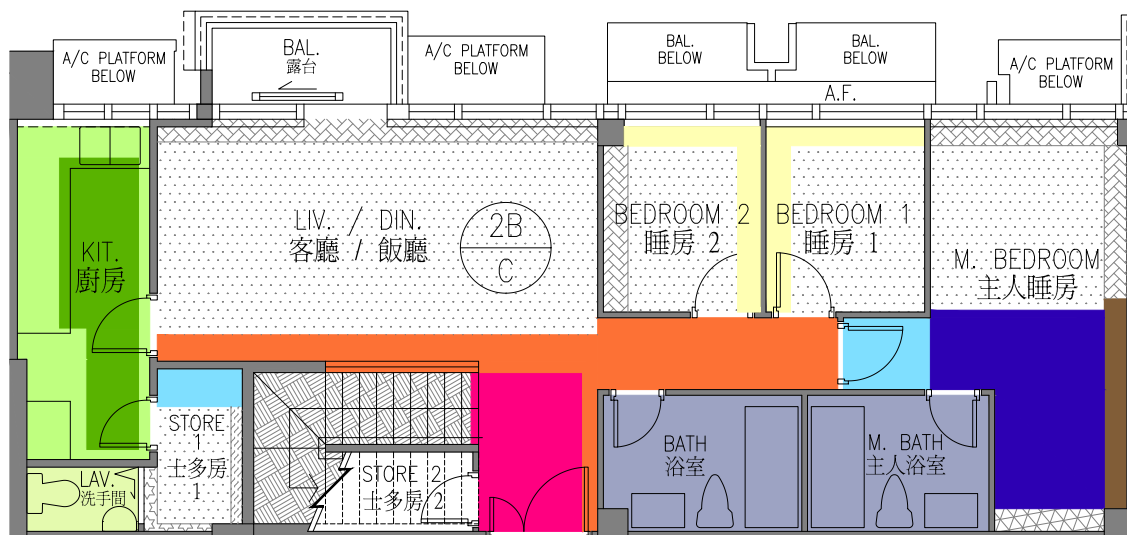 A/C PLATFORM
BELOW
BAL.
露台
A/C PLATFORM
BELOW
BAL.
BELOW
BAL.
BELOW
A/C PLATFORM
BELOW
A.F.
LIV. / DIN.
客廳 / 飯廳
2B
C
BEDROOM 2
睡房 2
BEDROOM 1
睡房 1
M. BEDROOM
主人睡房
KIT.
廚房
STORE
1
士多房
1
LAV.
洗手間
STORE 2
士多房 2
BATH
浴室
M. BATH
主人浴室